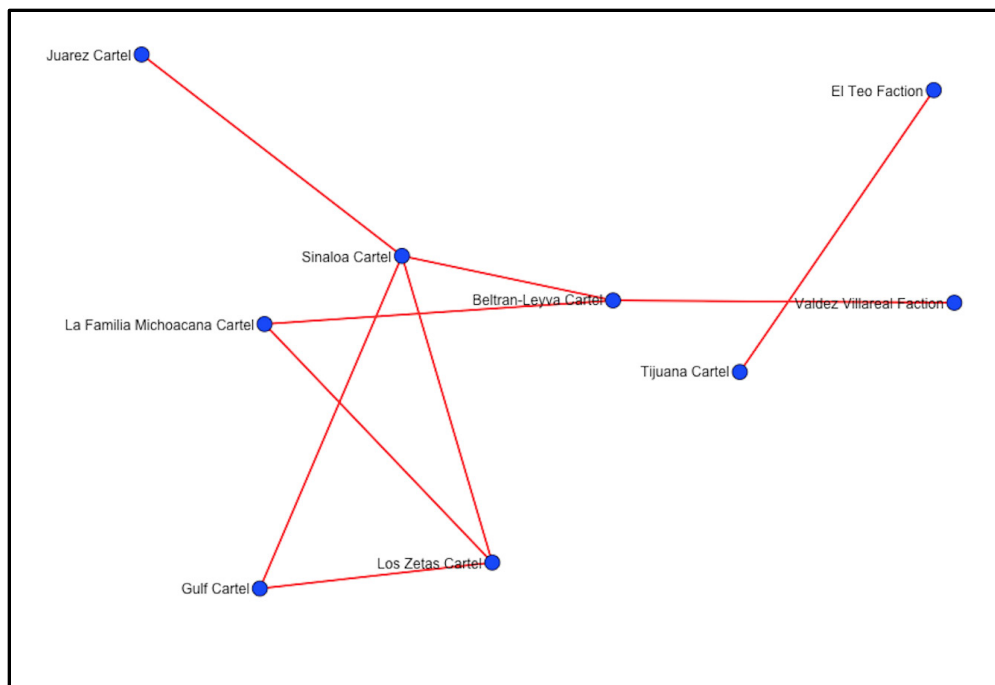 Juarez Cartel
El Teo Faction
Sinaloa Cartel
Beltran-Leyva Cartel
Valdez Villareal Faction
La Familia Michoacana Cartel
Tijuana Cartel
Los Zetas Cartel
Gulf Cartel